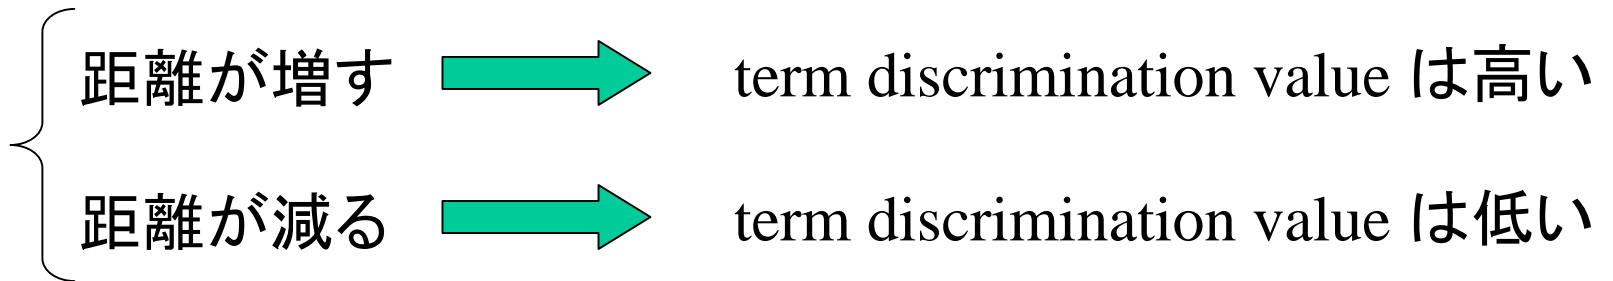 距離が増す term discrimination value は高い
距離が減る term discrimination value は低い